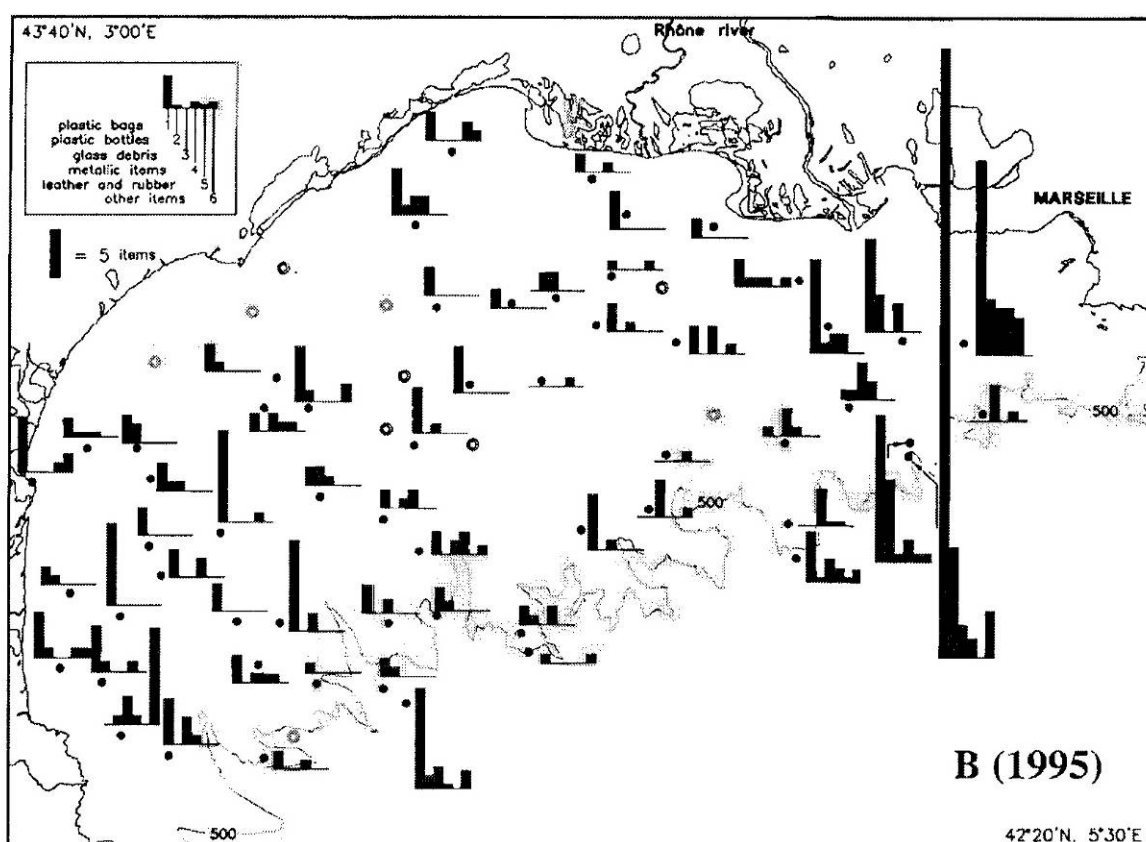 43°40'N, 3°00'E
Rhône river
plastic bags
plastic bottles
glass debris
metallic items
leather and rubber
other items
1
2
3
4
5
6
= 5 items
MARSEILLE
500
500
500
B (1995)
42°20'N, 5°30'E